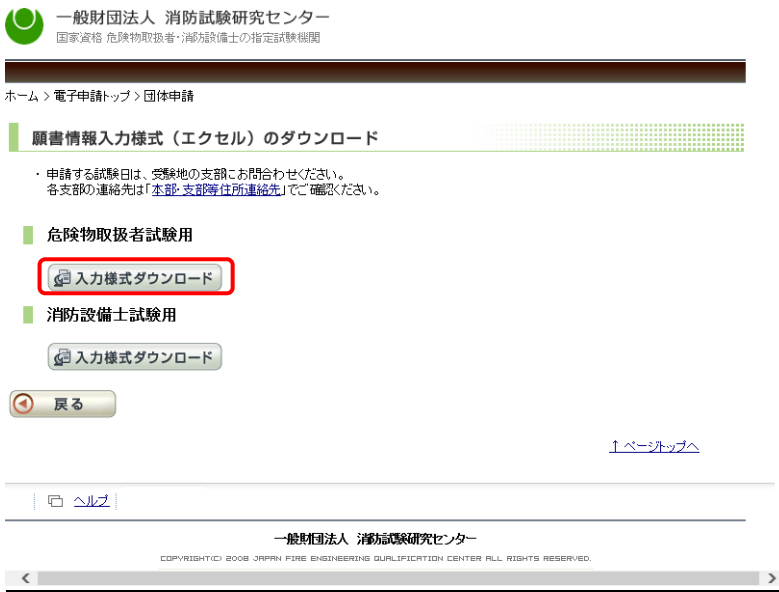 一般財団法人 消防試験研究センター
国家資格 危険物取扱者・消防設備士の指定試験機関
ホーム > 電子申請トップ > 団体申請
願書情報入力様式（エクセル）のダウンロード
・ 申請する試験日は、受験地の支部にお問合わせください。
各支部の連絡先は「本部・支部等住所連絡先」でご確認ください。
危険物取扱者試験用
入力様式ダウンロード
消防設備士試験用
入力様式ダウンロード
戻る
↑ ページトップへ
ヘルプ
一般財団法人 消防試験研究センター
COPYRIGHT(C) 2008 JAPAN FIRE ENGINEERING QUALIFICATION CENTER ALL RIGHTS RESERVED.